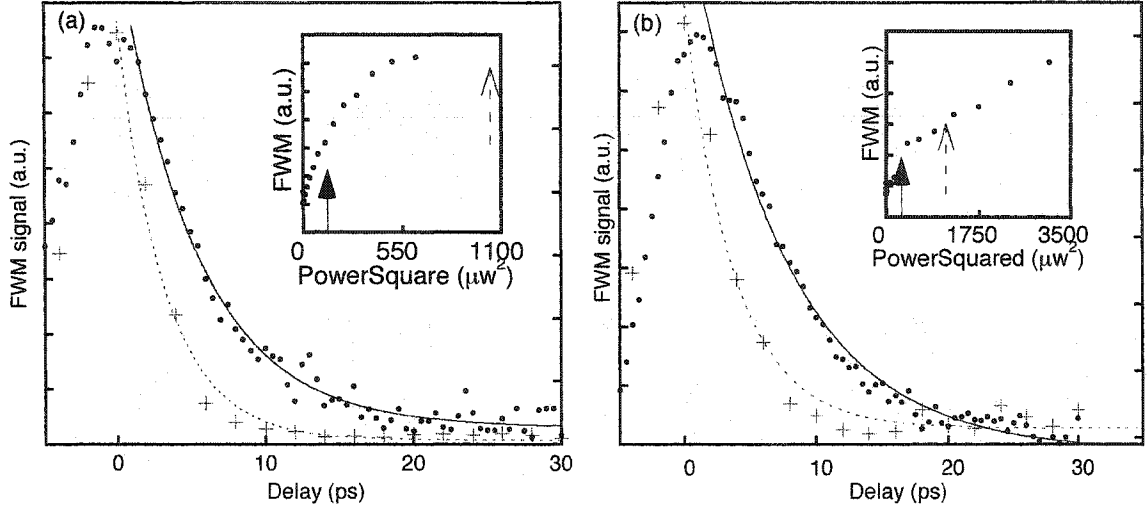 (a)
FWM signal (a.u.)
FWM (a.u.)
0 550 1100
PowerSquare (μw²)
0 10 20 30
Delay (ps)
(b)
FWM signal (a.u.)
FWM (a.u.)
0 1750 3500
PowerSquared (μw²)
0 10 20 30
Delay (ps)